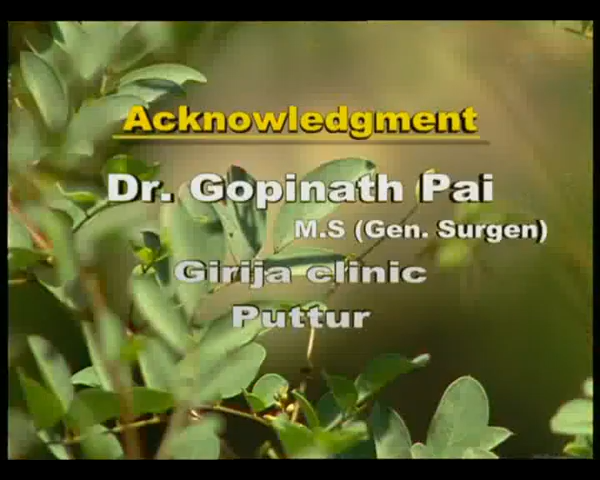 Acknowledgment
Dr. Gopinath Pai
M.S (Gen. Surgen)
Girija clinic
Puttur